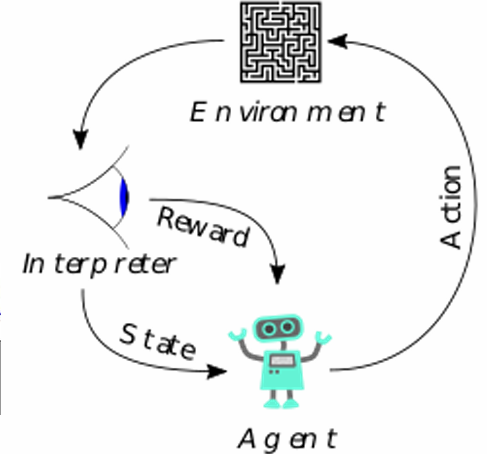 Environment
Reward
Action
Interpreter
State
Agent